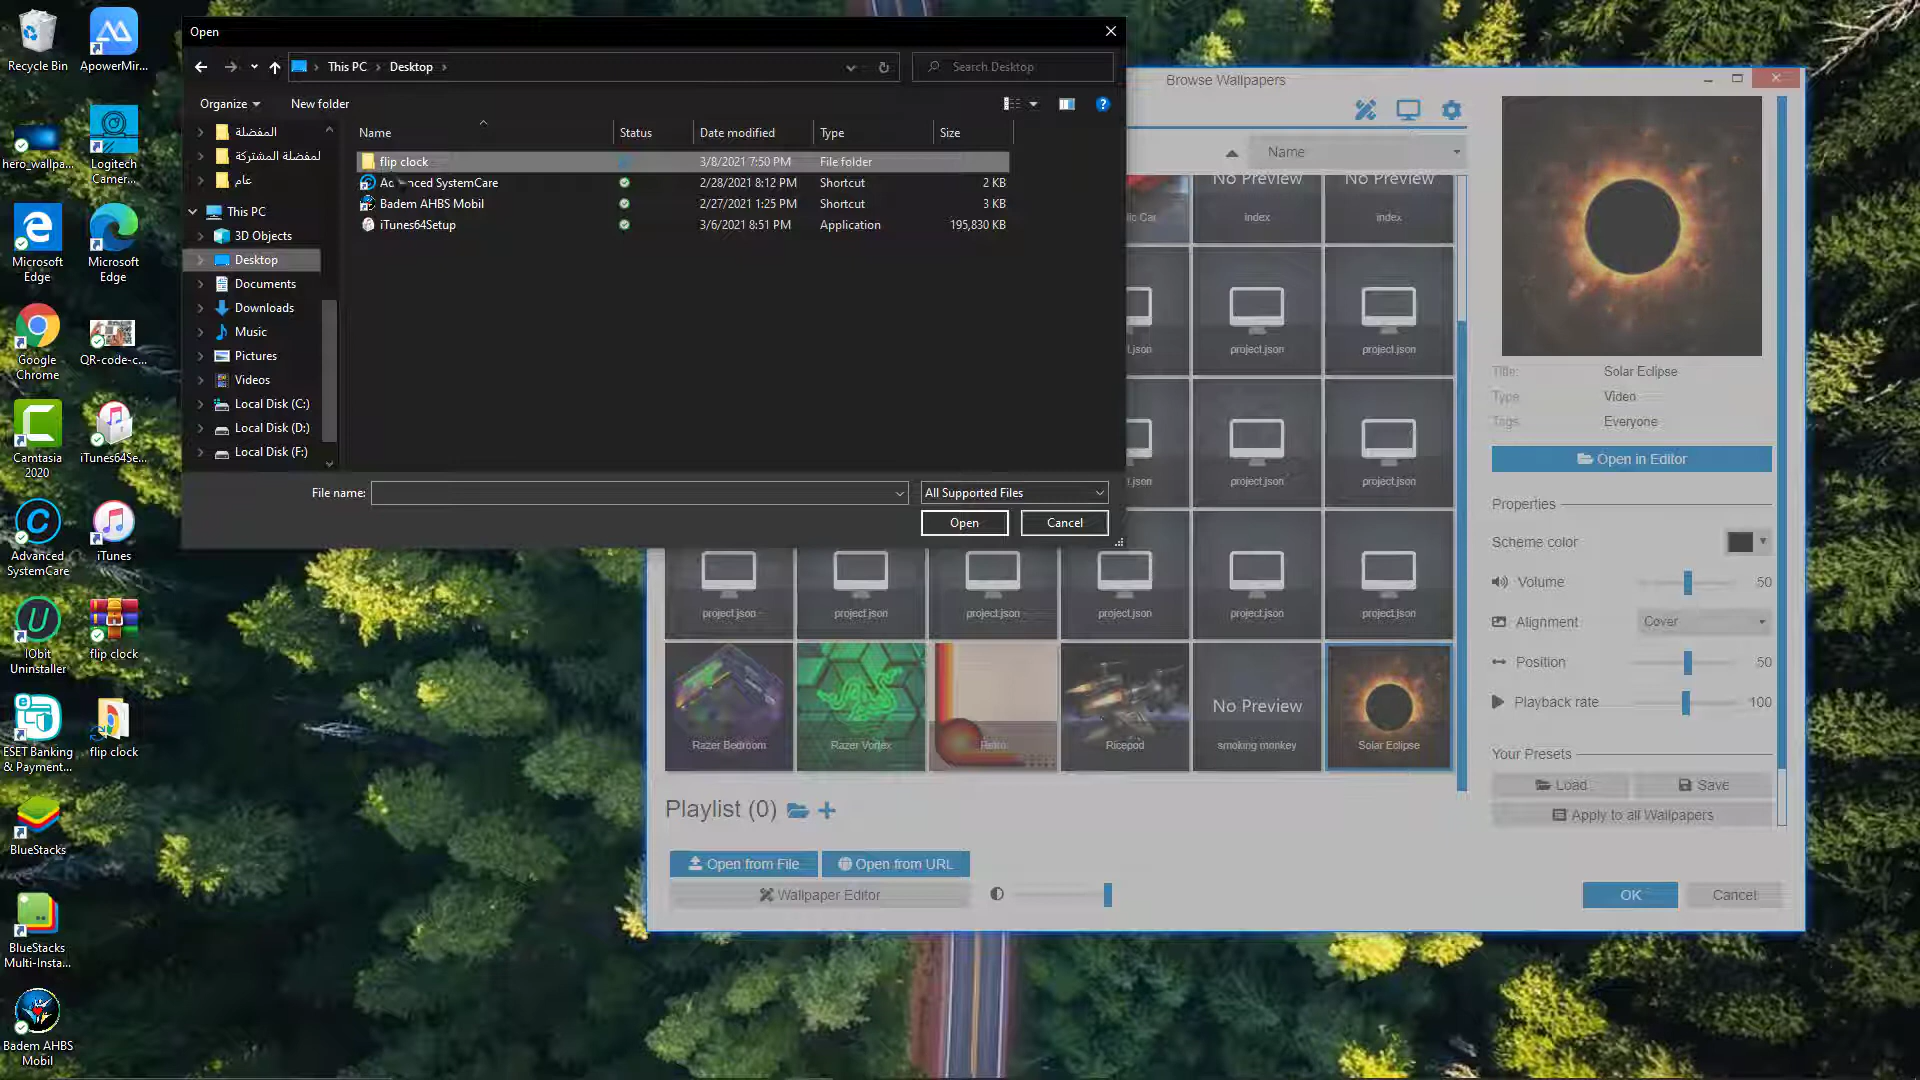 Recycle Bin
ApowerMir...
hero_wallpa...
Logitech
Camer...
Microsoft
Edge
Microsoft
Edge
Google
Chrome
QR-code-c...
Camtasia
2020
iTunes64Se...
Advanced
SystemCare
iTunes
IObit
Uninstaller
flip clock
ESET Banking
& Payment...
flip clock
BlueStacks
BlueStacks
Multi-Insta...
Badem AHBS
Mobil
Open
This PC
Desktop
Search Desktop
Organize
New folder
المفضلة
لمفضلة المشتركة
عام
This PC
3D Objects
Desktop
Documents
Downloads
Music
Pictures
Videos
Local Disk (C:)
Local Disk (D:)
Local Disk (F:)
Name Status Date modified Type Size
flip clock 3/8/2021 7:50 PM File folder
SystemCare 2/28/2021 8:12 PM Shortcut 2 KB
Badem AHBS Mobil 2/27/2021 1:25 PM Shortcut 3 KB
iTunes64Setup 3/6/2021 8:51 PM Application 195,830 KB
File name:
All Supported Files
Open
Cancel
Browse Wallpapers
Name
No Preview
No Preview
Car
index
index
project.json
project.json
project.json
project.json
project.json
project.json
project.json
project.json
project.json
project.json
Razer Bedroom
Razer Vortex
Retro
Ricepod
No Preview
smoking monkey
Solar Eclipse
Playlist (0)
Open from File
Open from URL
Wallpaper Editor
Title: Solar Eclipse
Type Video
Tags: Everyone
Open in Editor
Properties
Scheme color
Volume 50
Alignment Cover
Position 50
Playback rate 100
Your Presets
Load
Save
Apply to all Wallpapers
OK
Cancel